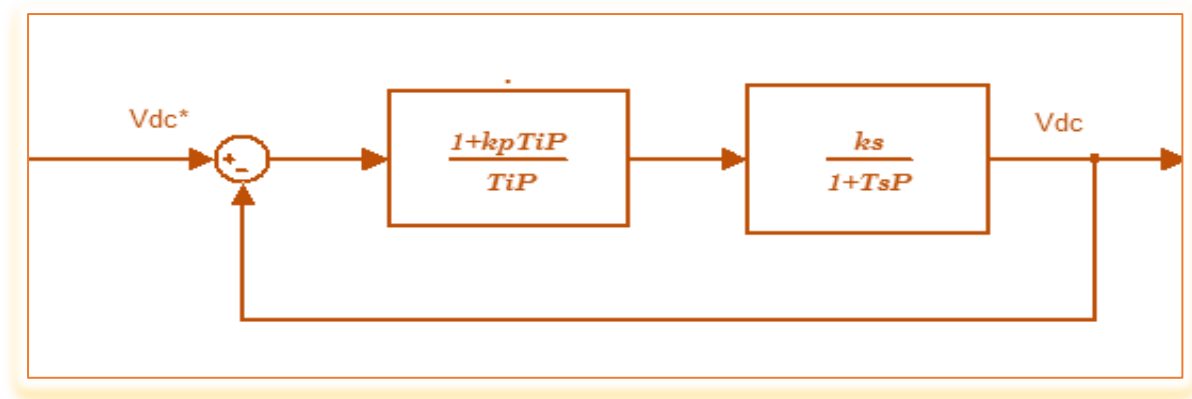 Vdc*
+
-
1+kpTiP
TiP
ks
1+TsP
Vdc